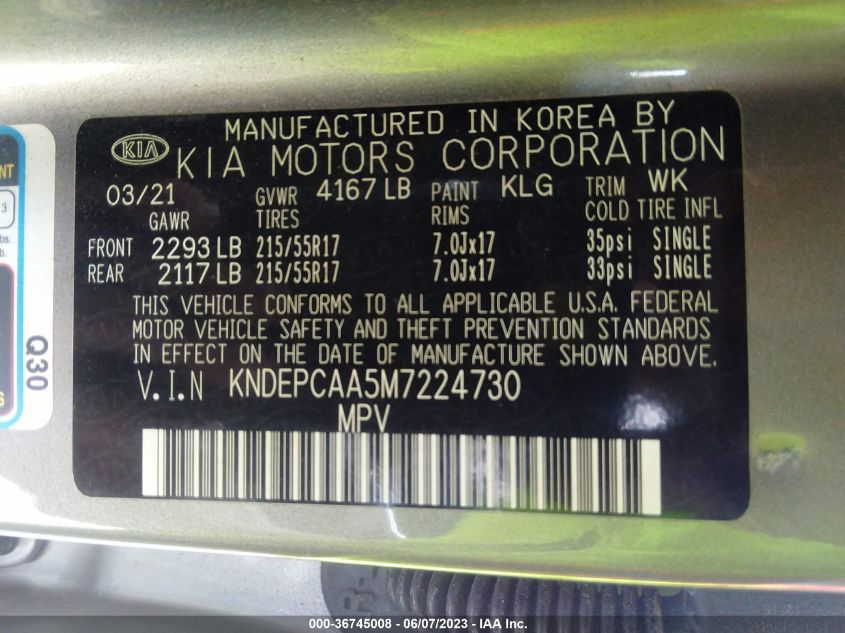 MANUFACTURED IN KOREA BY
KIA KIA MOTORS CORPORATION
03/21 GVWR 4167 LB PAINT KLG TRIM WK
GAWR TIRES RIMS COLD TIRE INFL
FRONT 2293 LB 215/55R17 7.0Jx17 35psi SINGLE
REAR 2117 LB 215/55R17 7.0Jx17 33psi SINGLE
THIS VEHICLE CONFORMS TO ALL APPLICABLE U.S.A. FEDERAL
MOTOR VEHICLE SAFETY AND THEFT PREVENTION STANDARDS
IN EFFECT ON THE DATE OF MANUFACTURE SHOWN ABOVE.
V.I.N KNDEPCAA5M7224730
MPV
NT
3
Q30
000-36745008 - 06/07/2023 - © IAA Inc.